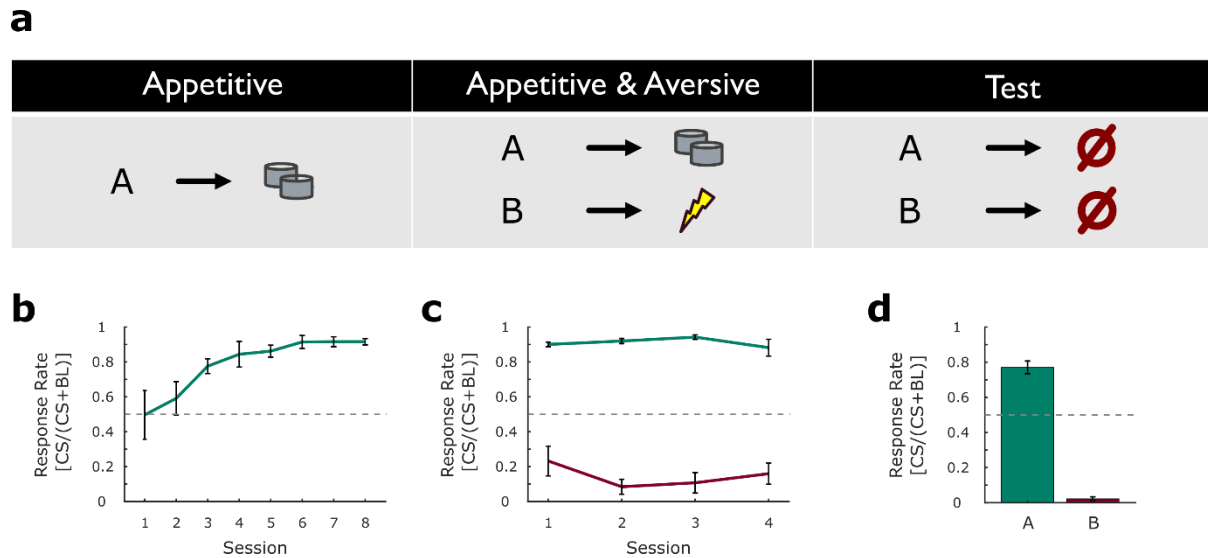 a
Appetitive
Appetitive & Aversive
Test
A
A
A
B
B
b
Response Rate
[CS/(CS+BL)]
1
0.8
0.6
0.4
0.2
0
1 2 3 4 5 6 7 8
Session
c
Response Rate
[CS/(CS+BL)]
1
0.8
0.6
0.4
0.2
0
1 2 3 4
Session
d
Response Rate
[CS/(CS+BL)]
1
0.8
0.6
0.4
0.2
0
A B